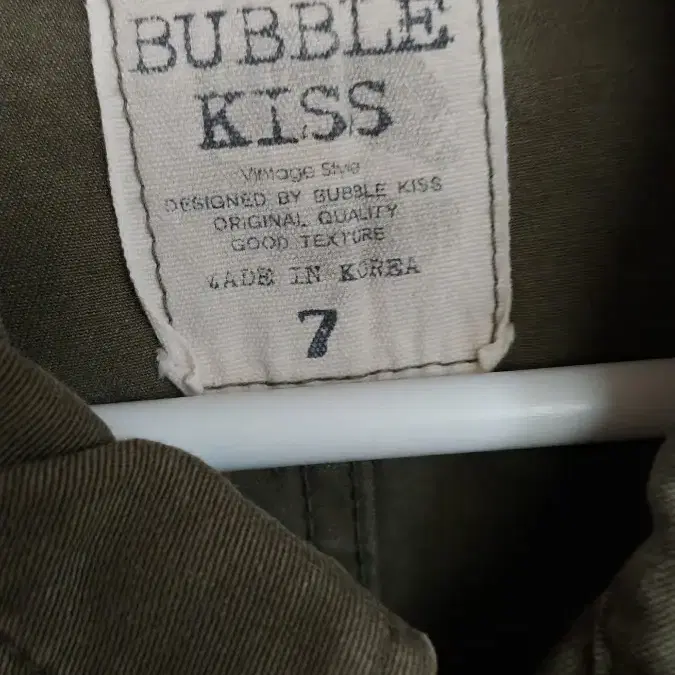 BUBBLE
KISS
Vintage Style
DESIGNED BY BUBBLE KISS
ORIGINAL QUALITY
GOOD TEXTURE
MADE IN KOREA
7